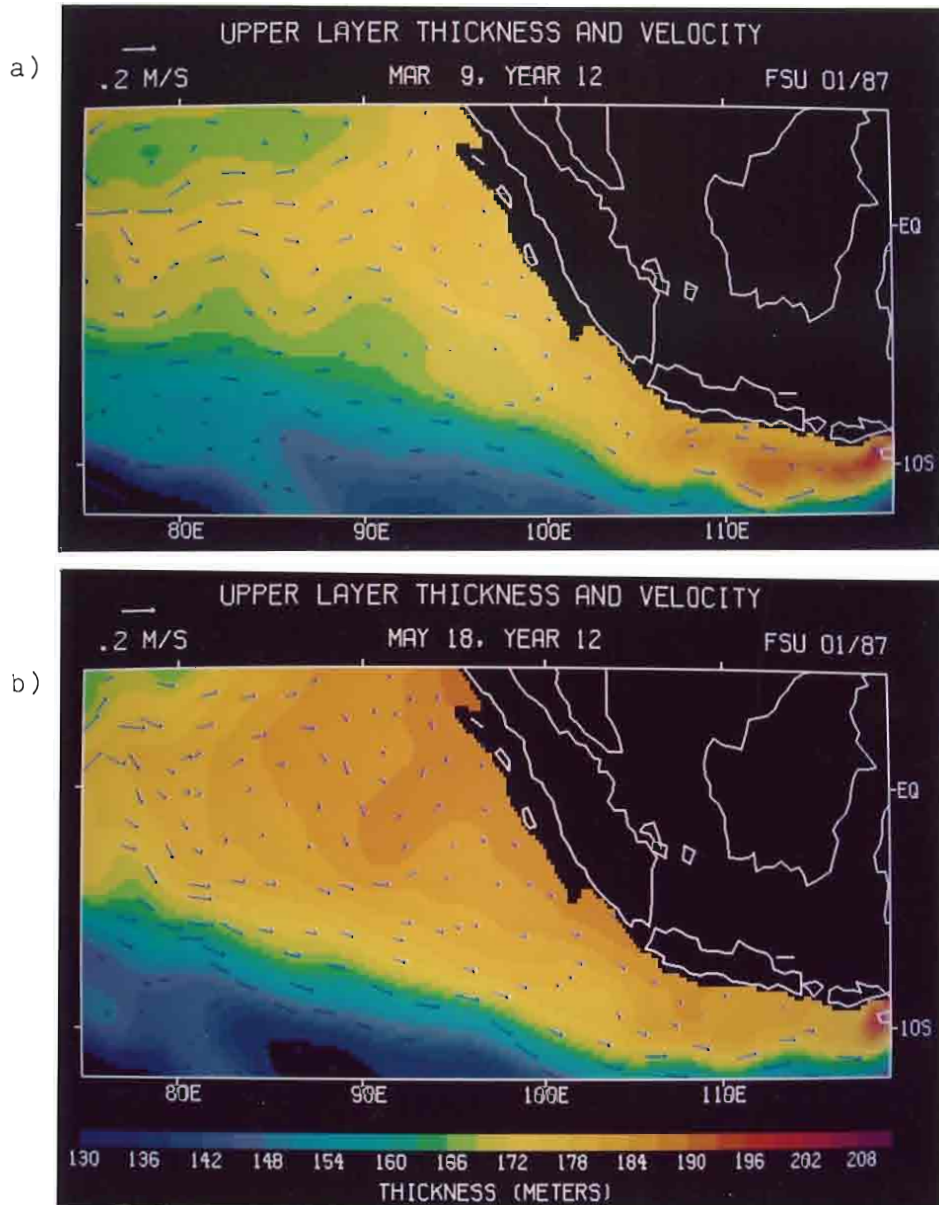 a)
UPPER LAYER THICKNESS AND VELOCITY
.2 M/S MAR 9, YEAR 12 FSU 01/87
EQ
10S
80E 90E 100E 110E
b)
UPPER LAYER THICKNESS AND VELOCITY
.2 M/S MAY 18, YEAR 12 FSU 01/87
EQ
10S
80E 90E 100E 110E
130 136 142 148 154 160 166 172 178 184 190 196 202 208
THICKNESS (METERS)